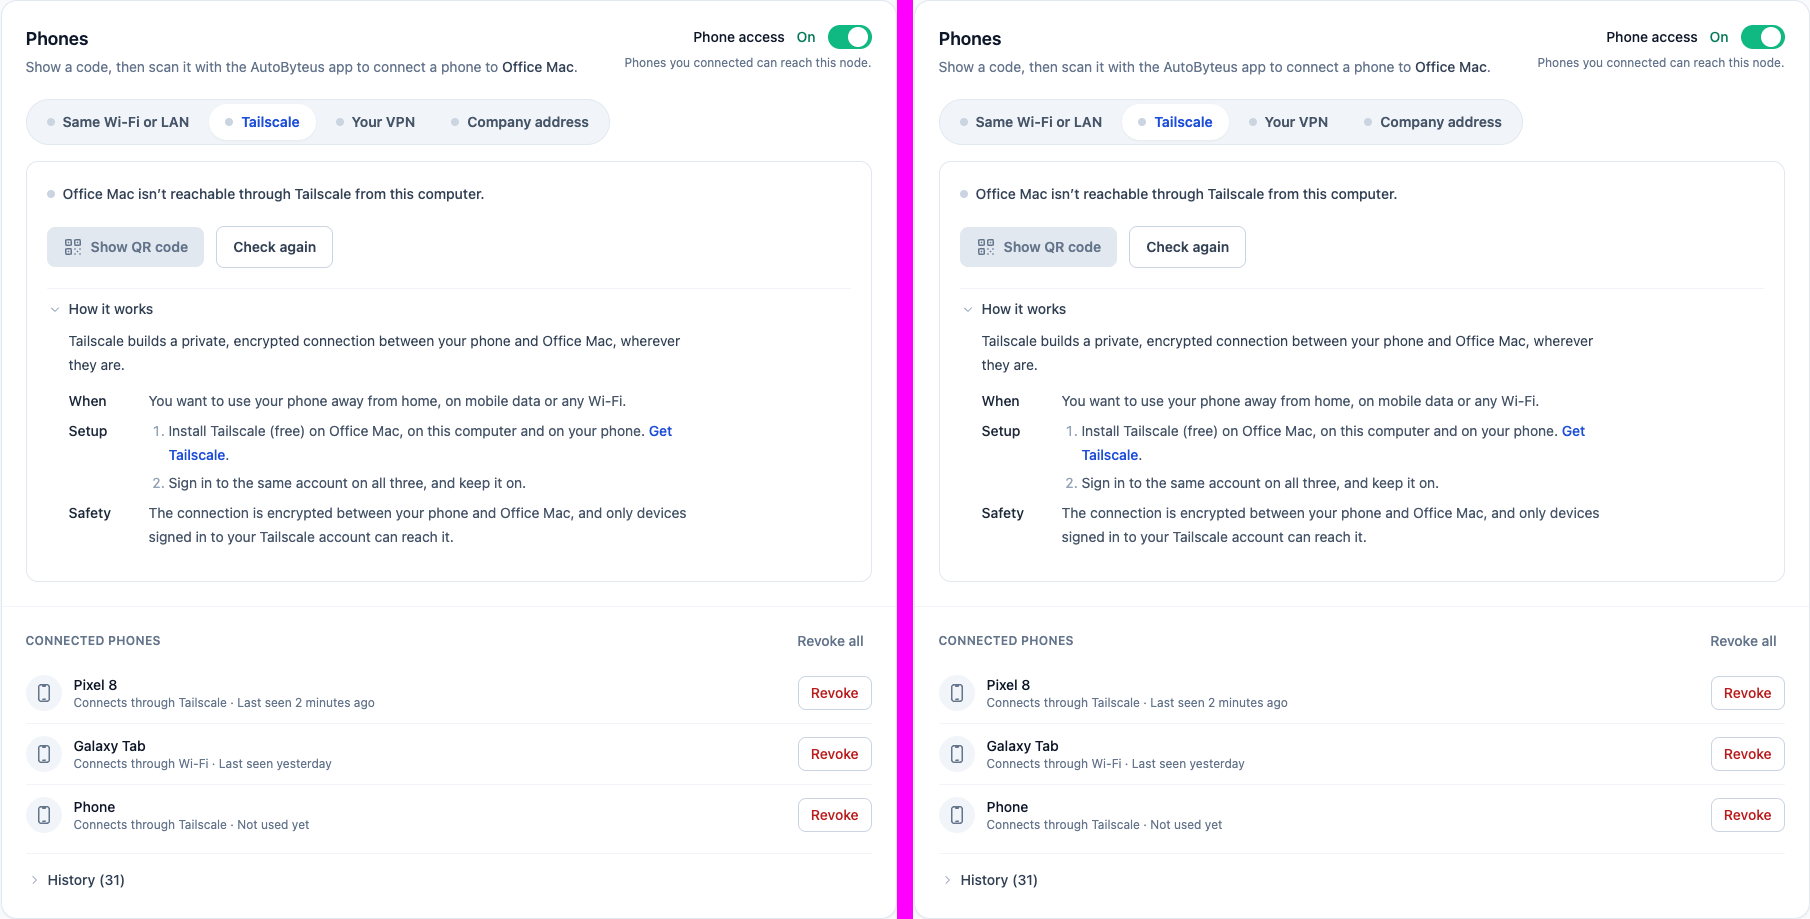 Phones
Phone access On
Show a code, then scan it with the AutoByteus app to connect a phone to Office Mac.
Phones you connected can reach this node.
Same Wi-Fi or LAN
Tailscale
Your VPN
Company address
Office Mac isn’t reachable through Tailscale from this computer.
Show QR code
Check again
How it works
Tailscale builds a private, encrypted connection between your phone and Office Mac, wherever
they are.
When
You want to use your phone away from home, on mobile data or any Wi-Fi.
Setup
1. Install Tailscale (free) on Office Mac, on this computer and on your phone. Get
Tailscale.
2. Sign in to the same account on all three, and keep it on.
Safety
The connection is encrypted between your phone and Office Mac, and only devices
signed in to your Tailscale account can reach it.
CONNECTED PHONES
Revoke all
Pixel 8
Connects through Tailscale · Last seen 2 minutes ago
Revoke
Galaxy Tab
Connects through Wi-Fi · Last seen yesterday
Revoke
Phone
Connects through Tailscale · Not used yet
Revoke
History (31)
Phones
Phone access On
Show a code, then scan it with the AutoByteus app to connect a phone to Office Mac.
Phones you connected can reach this node.
Same Wi-Fi or LAN
Tailscale
Your VPN
Company address
Office Mac isn’t reachable through Tailscale from this computer.
Show QR code
Check again
How it works
Tailscale builds a private, encrypted connection between your phone and Office Mac, wherever
they are.
When
You want to use your phone away from home, on mobile data or any Wi-Fi.
Setup
1. Install Tailscale (free) on Office Mac, on this computer and on your phone. Get
Tailscale.
2. Sign in to the same account on all three, and keep it on.
Safety
The connection is encrypted between your phone and Office Mac, and only devices
signed in to your Tailscale account can reach it.
CONNECTED PHONES
Revoke all
Pixel 8
Connects through Tailscale · Last seen 2 minutes ago
Revoke
Galaxy Tab
Connects through Wi-Fi · Last seen yesterday
Revoke
Phone
Connects through Tailscale · Not used yet
Revoke
History (31)